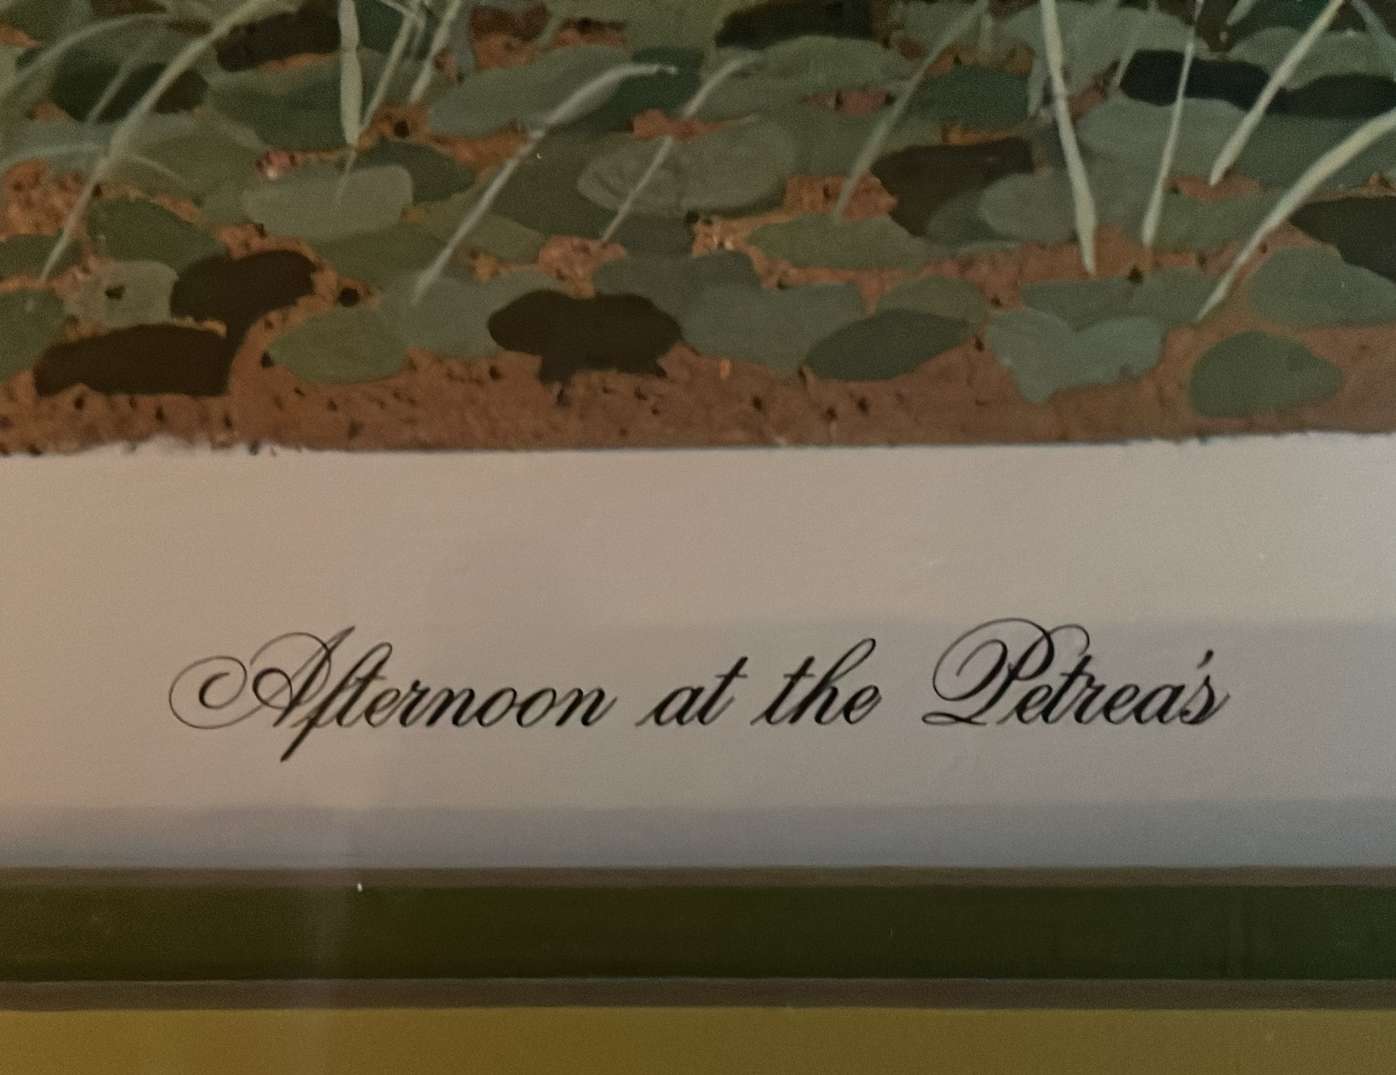 Afternoon at the Petrea's